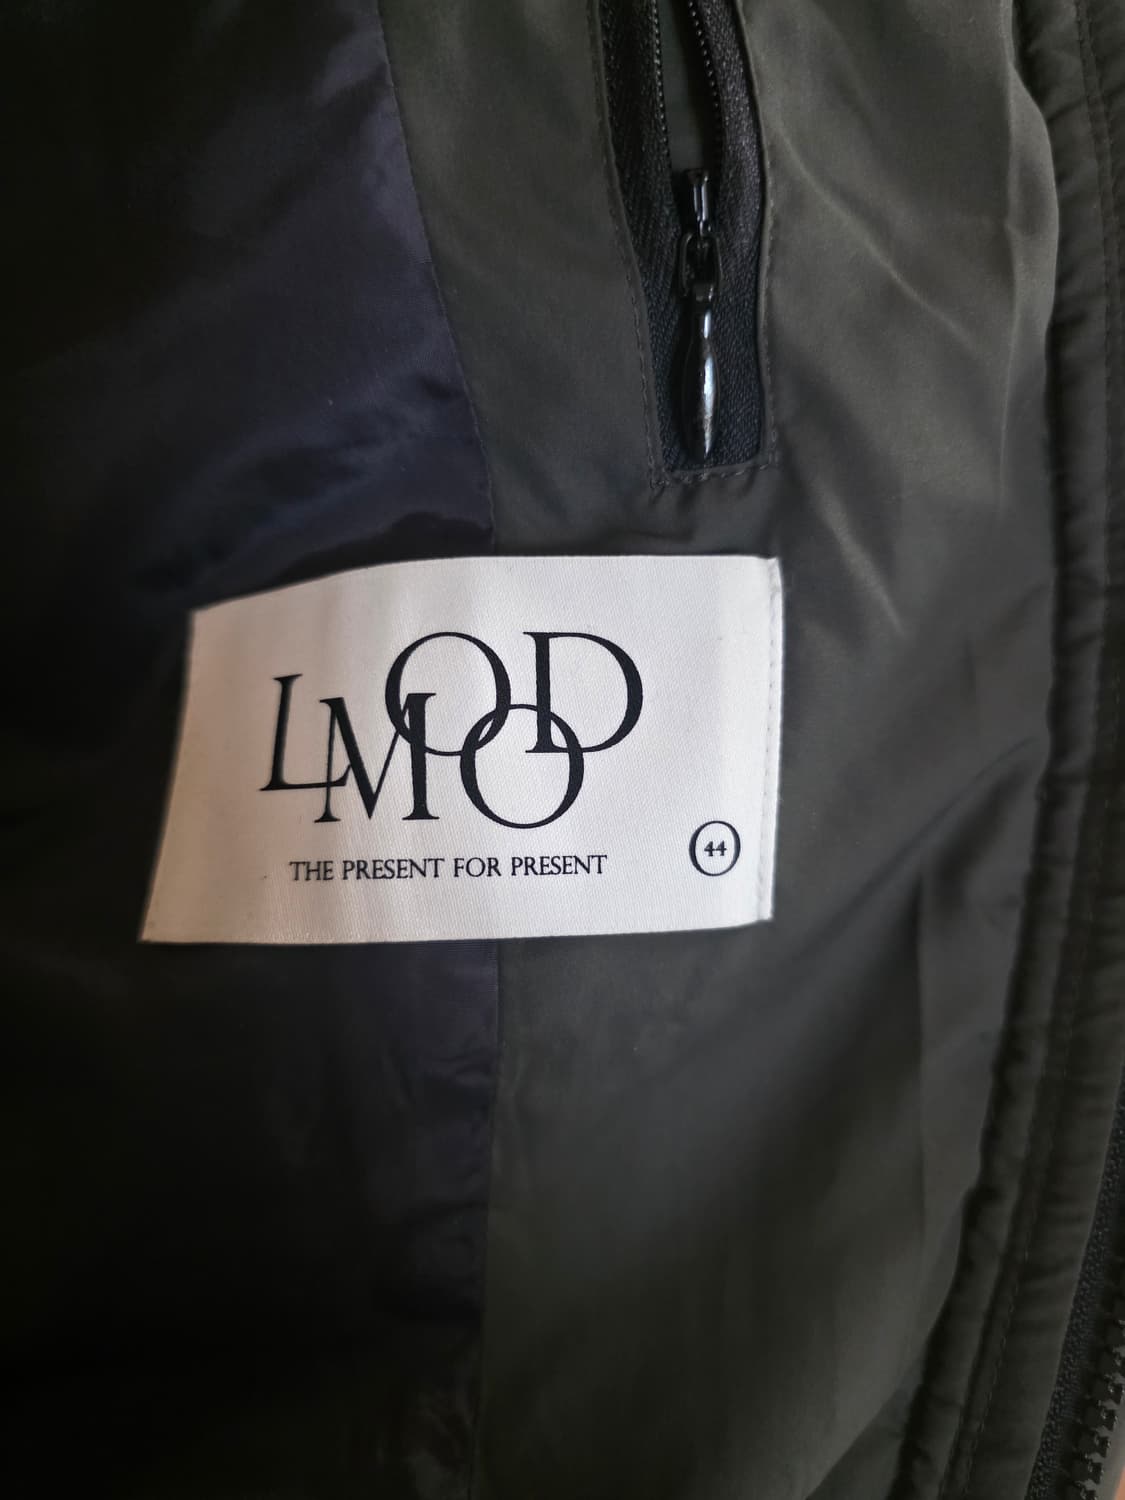 LMOOD
THE PRESENT FOR PRESENT
44